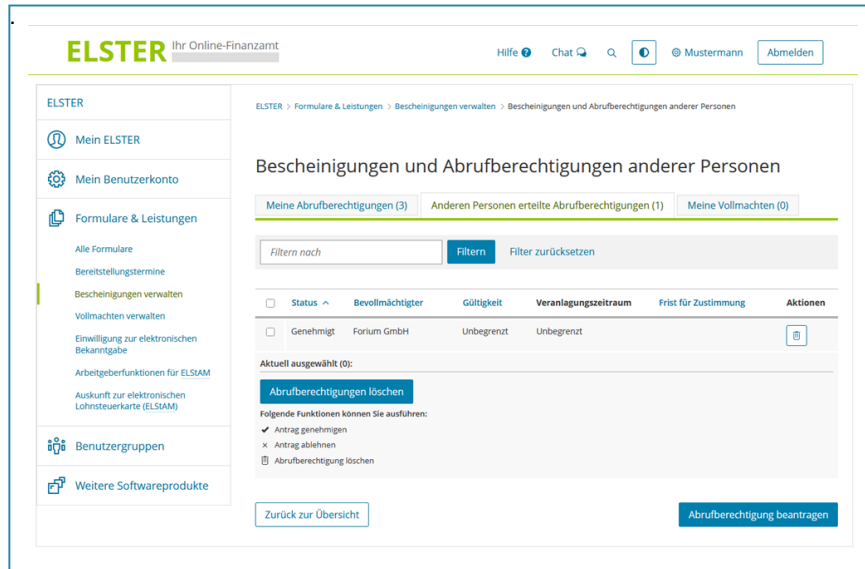 .
ELSTER Ihr Online-Finanzamt
Hilfe ? Chat Mustermann Abmelden
ELSTER
Mein ELSTER
Mein Benutzerkonto
Formulare & Leistungen
Alle Formulare
Bereitstellungstermine
Bescheinigungen verwalten
Vollmachten verwalten
Einwilligung zur elektronischen
Bekanntgabe
Arbeitgeberfunktionen für ELStAM
Auskunft zur elektronischen
Lohnsteuerkarte (ELStAM)
Benutzergruppen
Weitere Softwareprodukte
ELSTER > Formulare & Leistungen > Bescheinigungen verwalten > Bescheinigungen und Abrufberechtigungen anderer Personen
Bescheinigungen und Abrufberechtigungen anderer Personen
Meine Abrufberechtigungen (3) Anderen Personen erteilte Abrufberechtigungen (1) Meine Vollmachten (0)
Filtern nach Filtern Filter zurücksetzen
Status Bevollmächtigter Gültigkeit Veranlagungszeitraum Frist für Zustimmung Aktionen
Genehmigt Forium GmbH Unbegrenzt Unbegrenzt
Aktuell ausgewählt (0):
Abrufberechtigungen löschen
Folgende Funktionen können Sie ausführen:
Antrag genehmigen
Antrag ablehnen
Abrufberechtigung löschen
Zurück zur Übersicht Abrufberechtigung beantragen